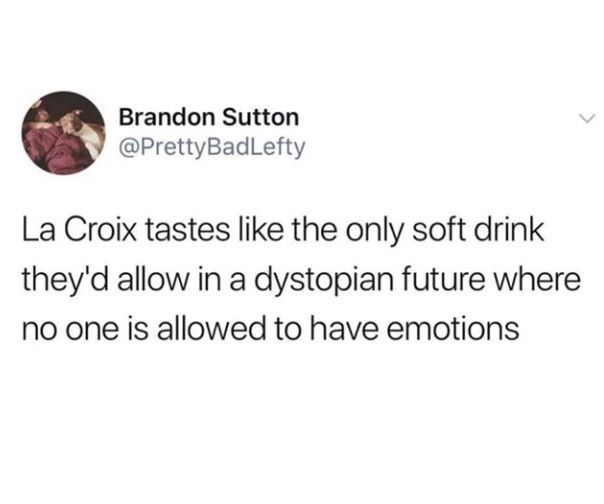 Brandon Sutton
@PrettyBadLefty
La Croix tastes like the only soft drink
they'd allow in a dystopian future where
no one is allowed to have emotions